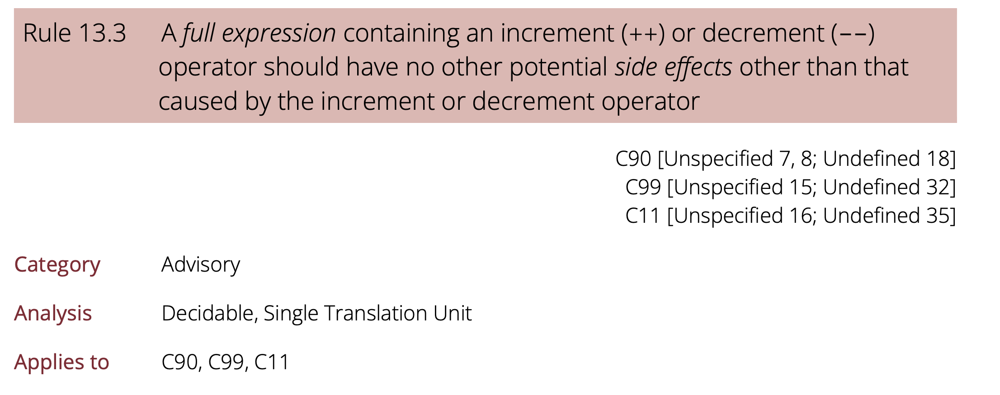 Rule 13.3 A full expression containing an increment (++) or decrement (−−)
operator should have no other potential side effects other than that
caused by the increment or decrement operator
C90 [Unspecified 7, 8; Undefined 18]
C99 [Unspecified 15; Undefined 32]
C11 [Unspecified 16; Undefined 35]
Category Advisory
Analysis Decidable, Single Translation Unit
Applies to C90, C99, C11